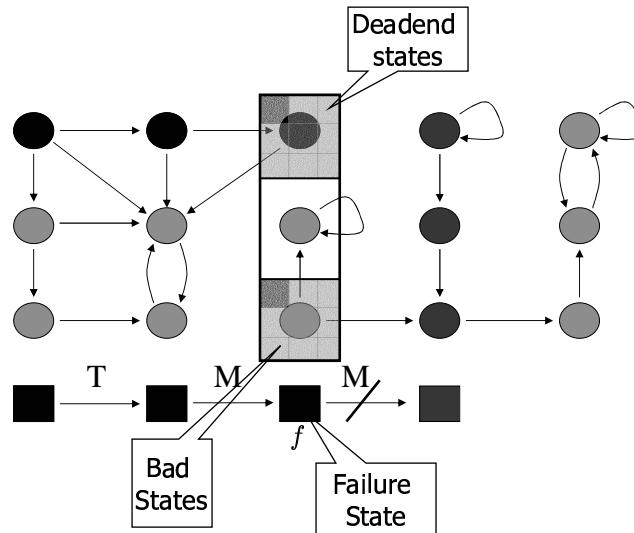 Deadend
states
T
M
M
f
Bad
States
Failure
State